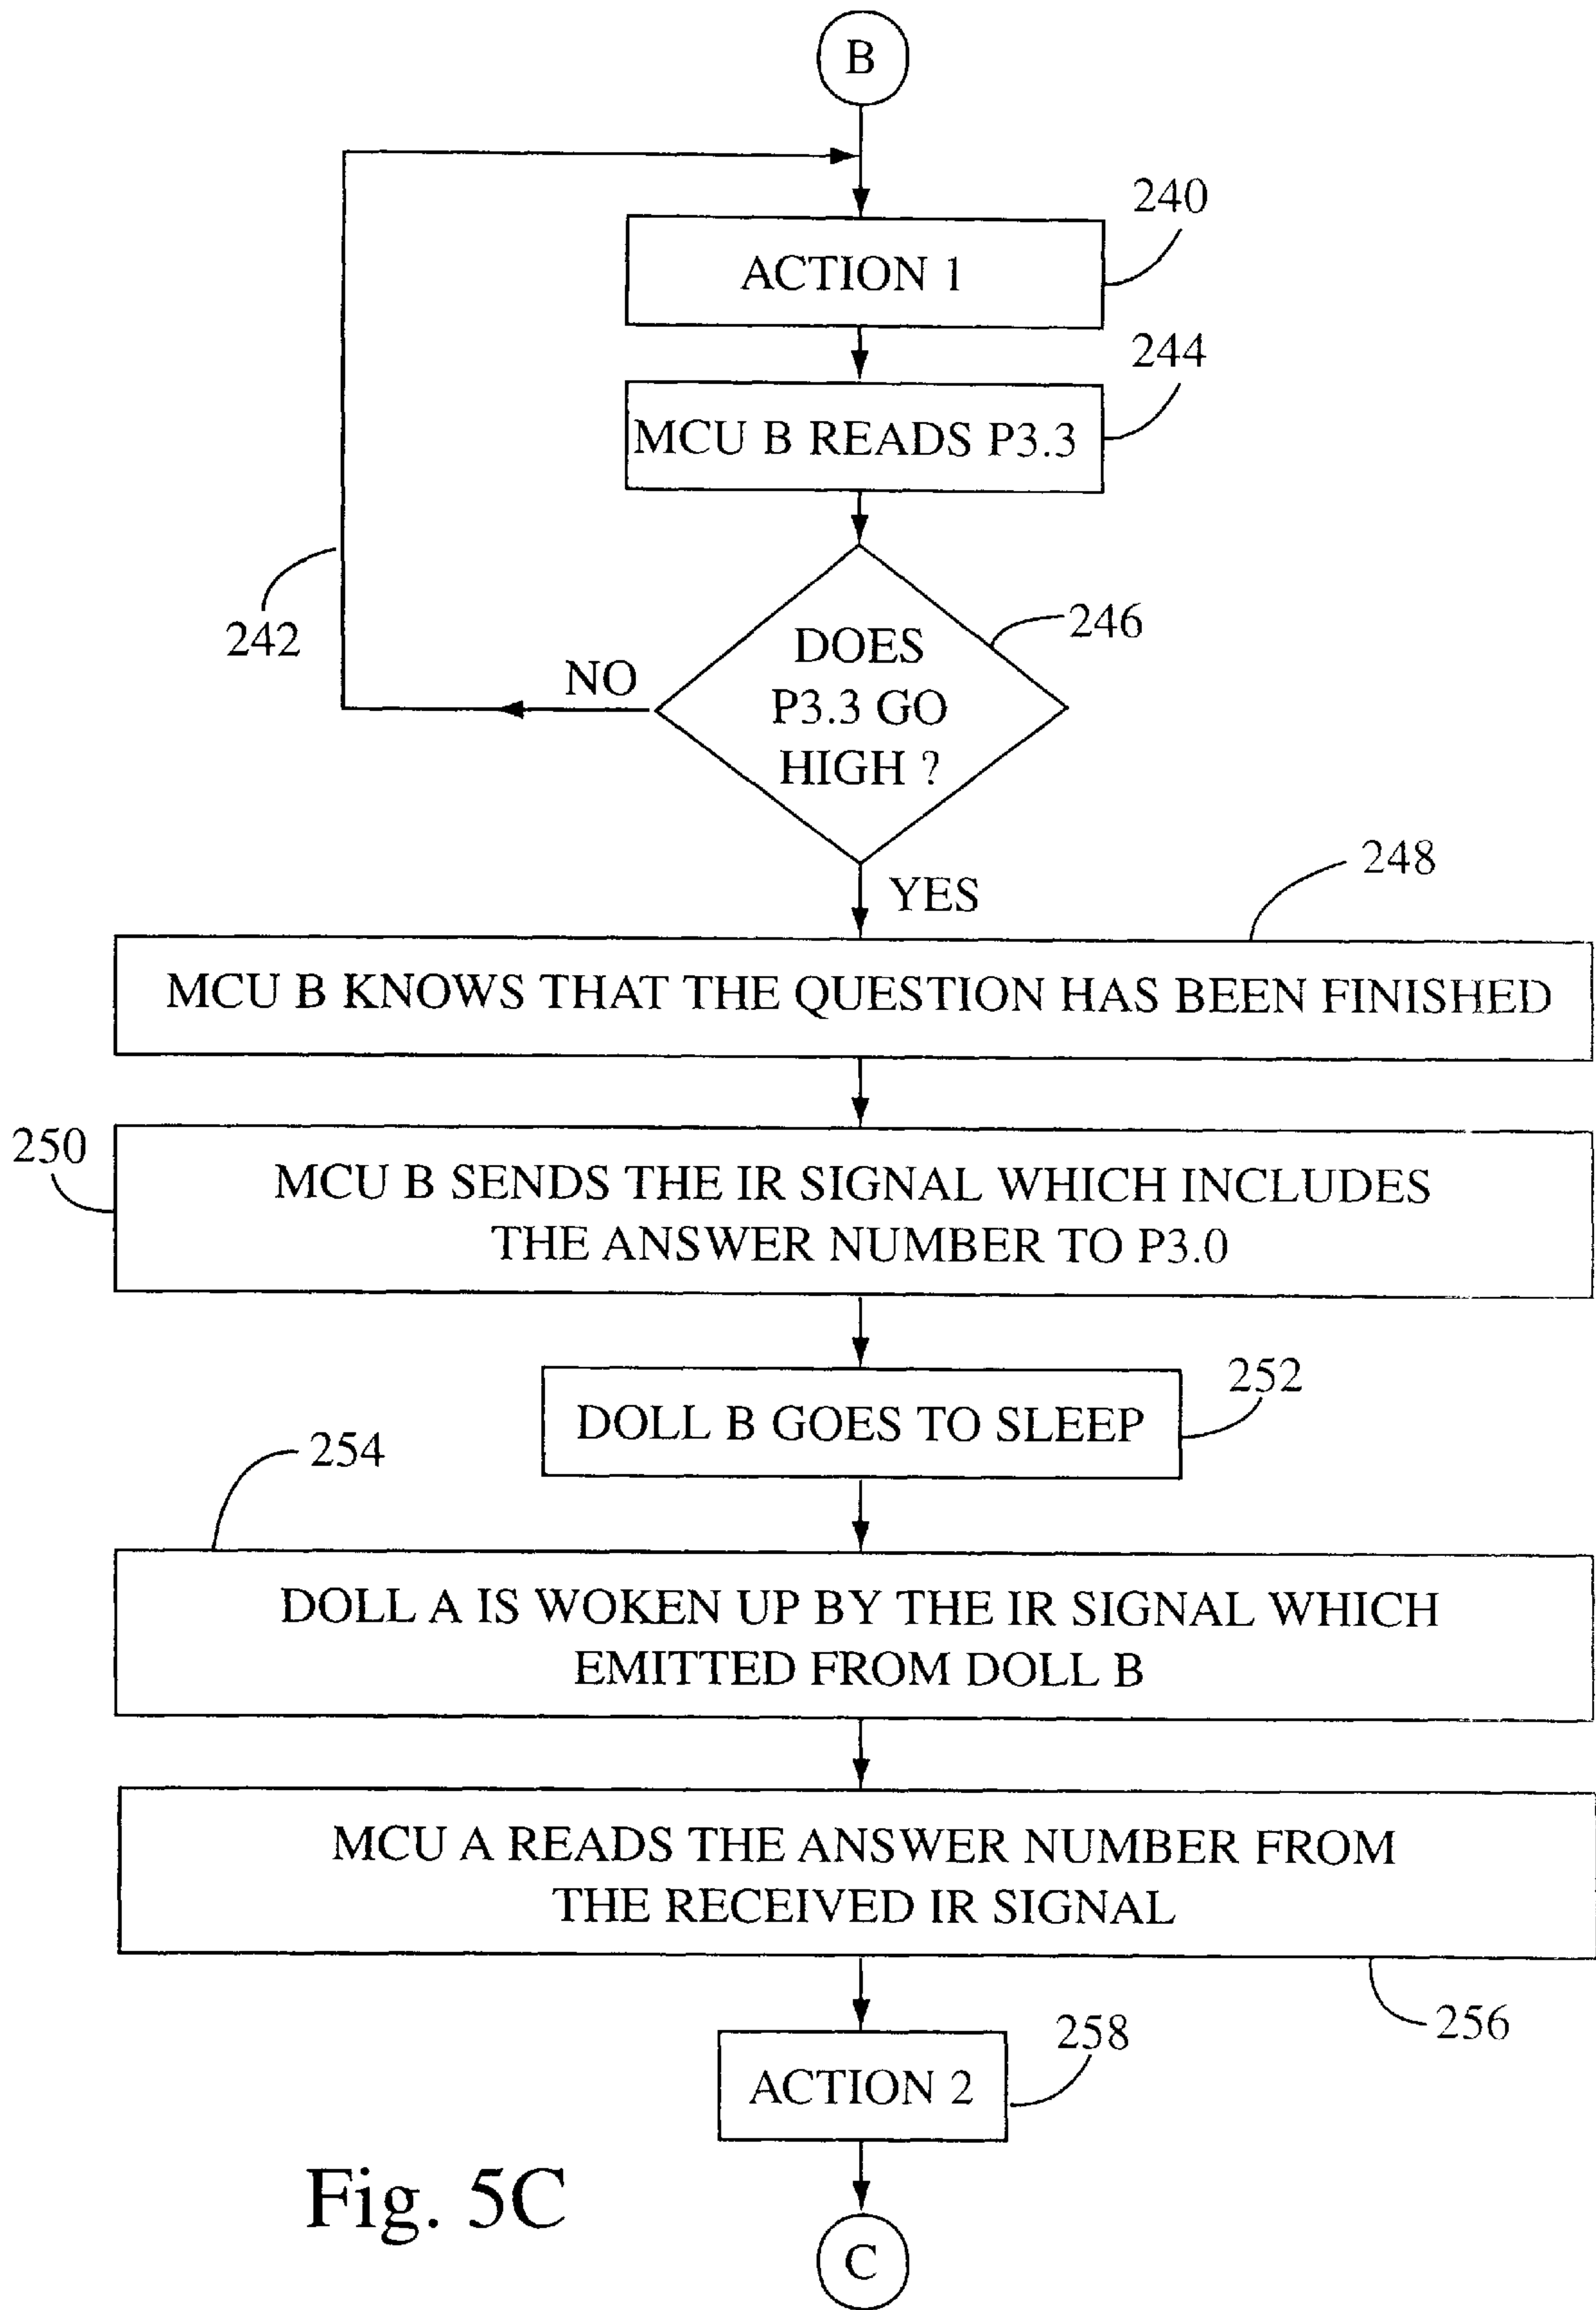 B
240
ACTION 1
244
MCU B READS P3.3
246
DOES
P3.3 GO
HIGH ?
242
NO
YES
248
MCU B KNOWS THAT THE QUESTION HAS BEEN FINISHED
250
MCU B SENDS THE IR SIGNAL WHICH INCLUDES
THE ANSWER NUMBER TO P3.0
252
DOLL B GOES TO SLEEP
254
DOLL A IS WOKEN UP BY THE IR SIGNAL WHICH
EMITTED FROM DOLL B
MCU A READS THE ANSWER NUMBER FROM
THE RECEIVED IR SIGNAL
256
258
ACTION 2
Fig. 5C
C